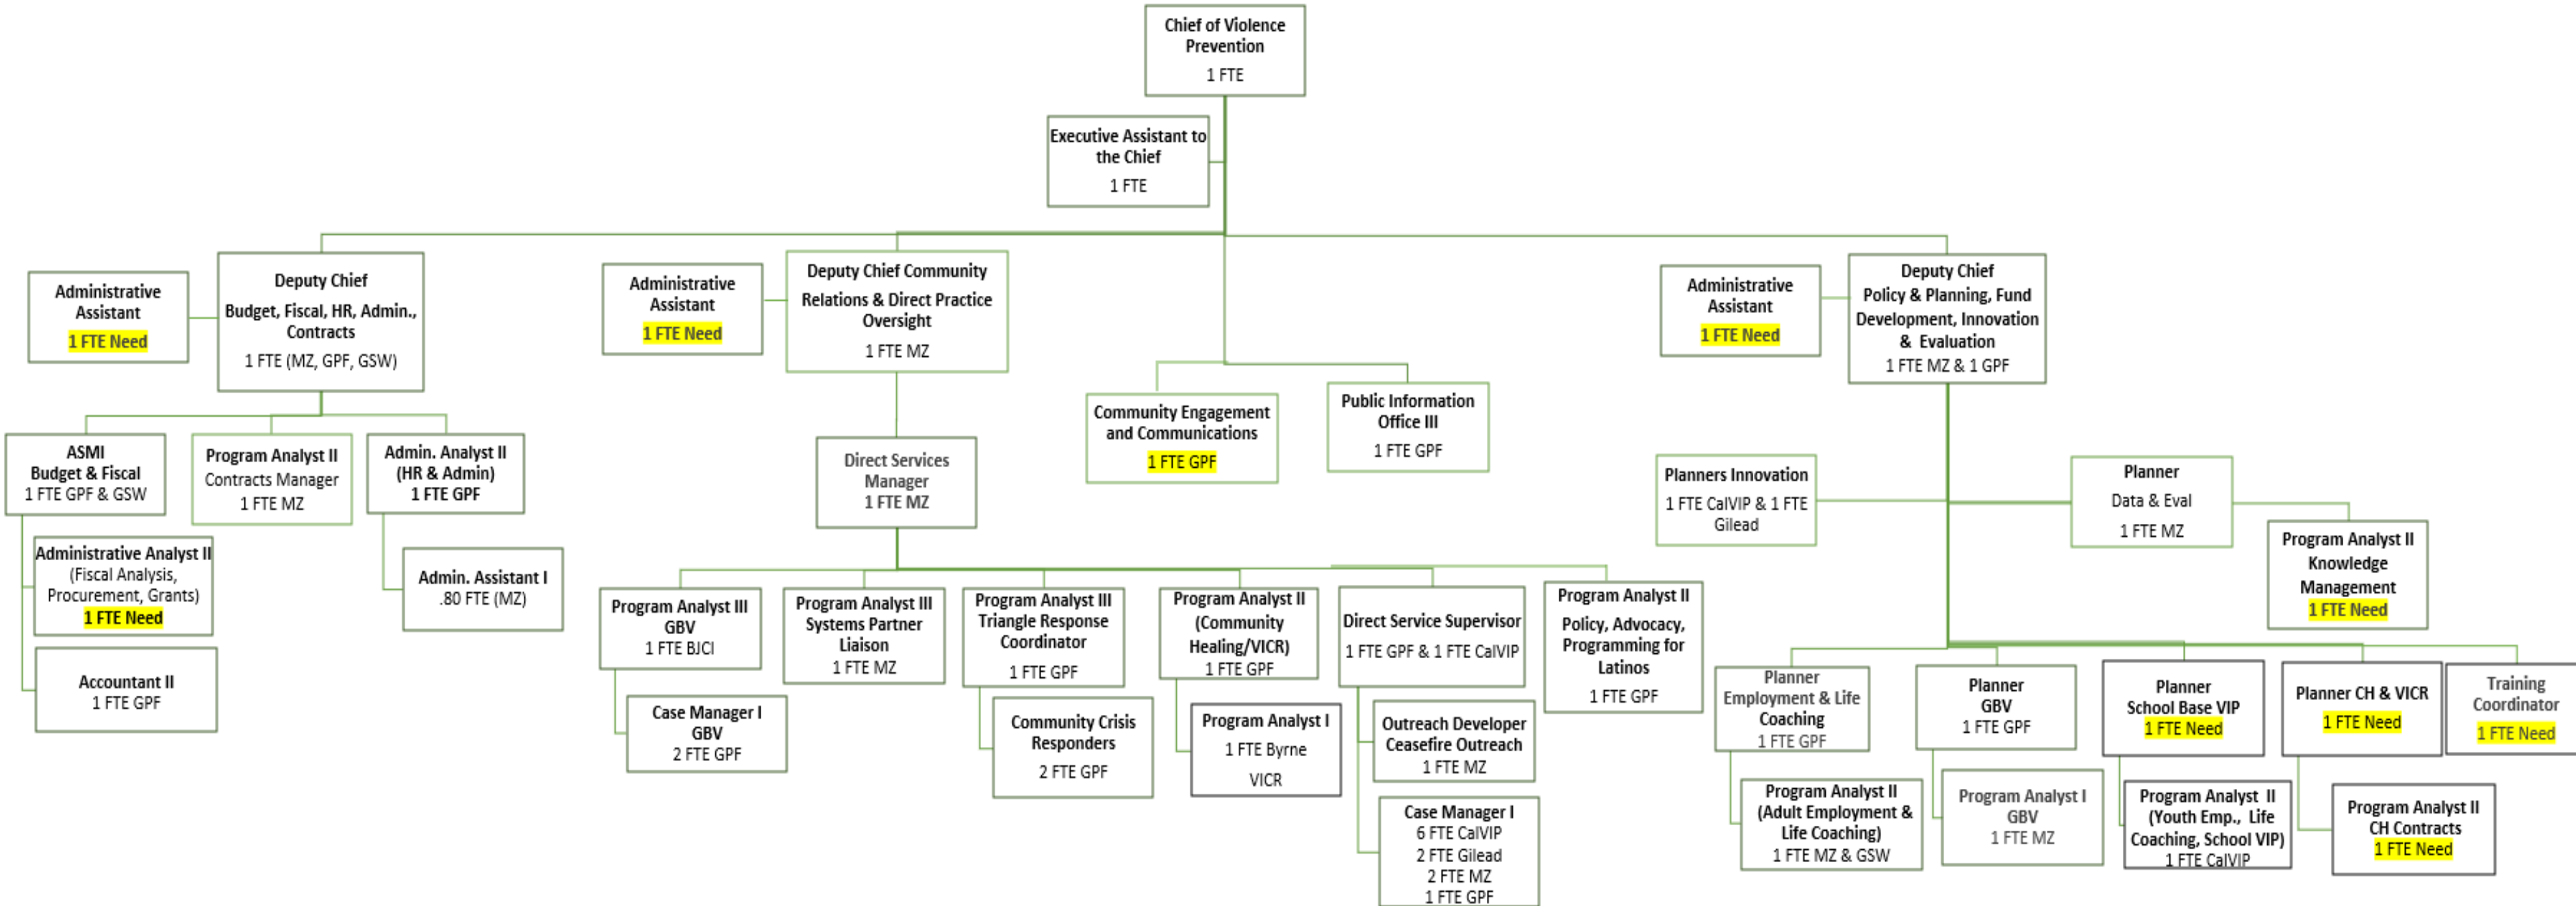 Chief of Violence
Prevention
1 FTE
Executive Assistant to
the Chief
1 FTE
Administrative
Assistant
1 FTE Need
Deputy Chief
Budget, Fiscal, HR, Admin.,
Contracts
1 FTE (MZ, GPF, GSW)
Administrative
Assistant
1 FTE Need
Deputy Chief Community
Relations & Direct Practice
Oversight
1 FTE MZ
Community Engagement
and Communications
1 FTE GPF
Public Information
Office III
1 FTE GPF
Administrative
Assistant
1 FTE Need
Deputy Chief
Policy & Planning, Fund
Development, Innovation
& Evaluation
1 FTE MZ & 1 GPF
ASMI
Budget & Fiscal
1 FTE GPF & GSW
Program Analyst II
Contracts Manager
1 FTE MZ
Admin. Analyst II
(HR & Admin)
1 FTE GPF
Administrative Analyst II
(Fiscal Analysis,
Procurement, Grants)
1 FTE Need
Accountant II
1 FTE GPF
Admin. Assistant I
.80 FTE (MZ)
Direct Services
Manager
1 FTE MZ
Program Analyst III
GBV
1 FTE BJCI
Case Manager I
GBV
2 FTE GPF
Program Analyst III
Systems Partner
Liaison
1 FTE MZ
Program Analyst III
Triangle Response
Coordinator
1 FTE GPF
Community Crisis
Responders
2 FTE GPF
Program Analyst II
(Community
Healing/VICR)
1 FTE GPF
Program Analyst I
1 FTE Byrne
VICR
Direct Service Supervisor
1 FTE GPF & 1 FTE CalVIP
Outreach Developer
Ceasefire Outreach
1 FTE MZ
Case Manager I
6 FTE CalVIP
2 FTE Gilead
2 FTE MZ
1 FTE GPF
Program Analyst II
Policy, Advocacy,
Programming for
Latinos
1 FTE GPF
Planners Innovation
1 FTE CalVIP & 1 FTE
Gilead
Planner
Data & Eval
1 FTE MZ
Program Analyst II
Knowledge
Management
1 FTE Need
Planner
Employment & Life
Coaching
1 FTE GPF
Program Analyst II
(Adult Employment &
Life Coaching)
1 FTE MZ & GSW
Planner
GBV
1 FTE GPF
Program Analyst I
GBV
1 FTE MZ
Planner
School Base VIP
1 FTE Need
Program Analyst II
(Youth Emp., Life
Coaching, School VIP)
1 FTE CalVIP
Planner CH & VICR
1 FTE Need
Program Analyst II
CH Contracts
1 FTE Need
Training
Coordinator
1 FTE Need